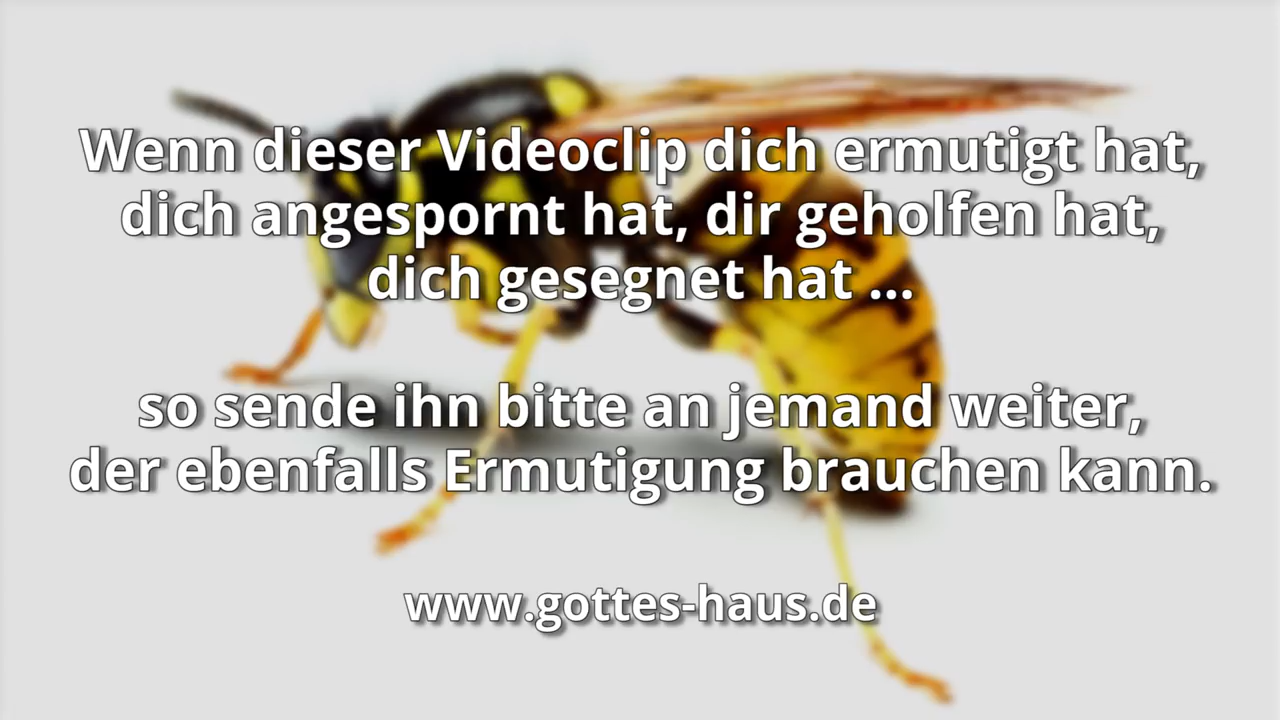 Wenn dieser Videoclip dich ermutigt hat,
dich angespornt hat, dir geholfen hat,
dich gesegnet hat ...
so sende ihn bitte an jemand weiter,
der ebenfalls Ermutigung brauchen kann.
www.gottes-haus.de